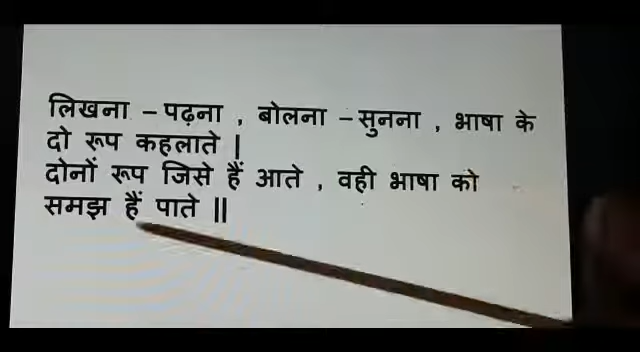 लिखना – पढ़ना , बोलना – सुनना , भाषा के
दो रूप कहलाते |
दोनों रूप जिसे हैं आते , वही भाषा को
समझ हैं पाते ||